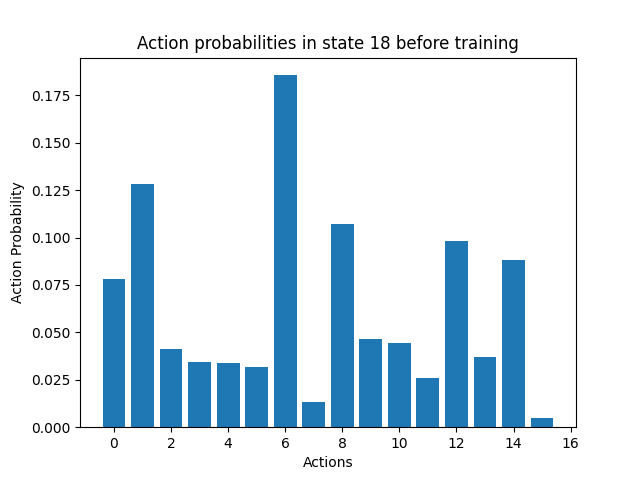 Action probabilities in state 18 before training
0.175
0.150
0.125
0.100
0.075
0.050
0.025
0.000
Action Probability
0 2 4 6 8 10 12 14 16
Actions